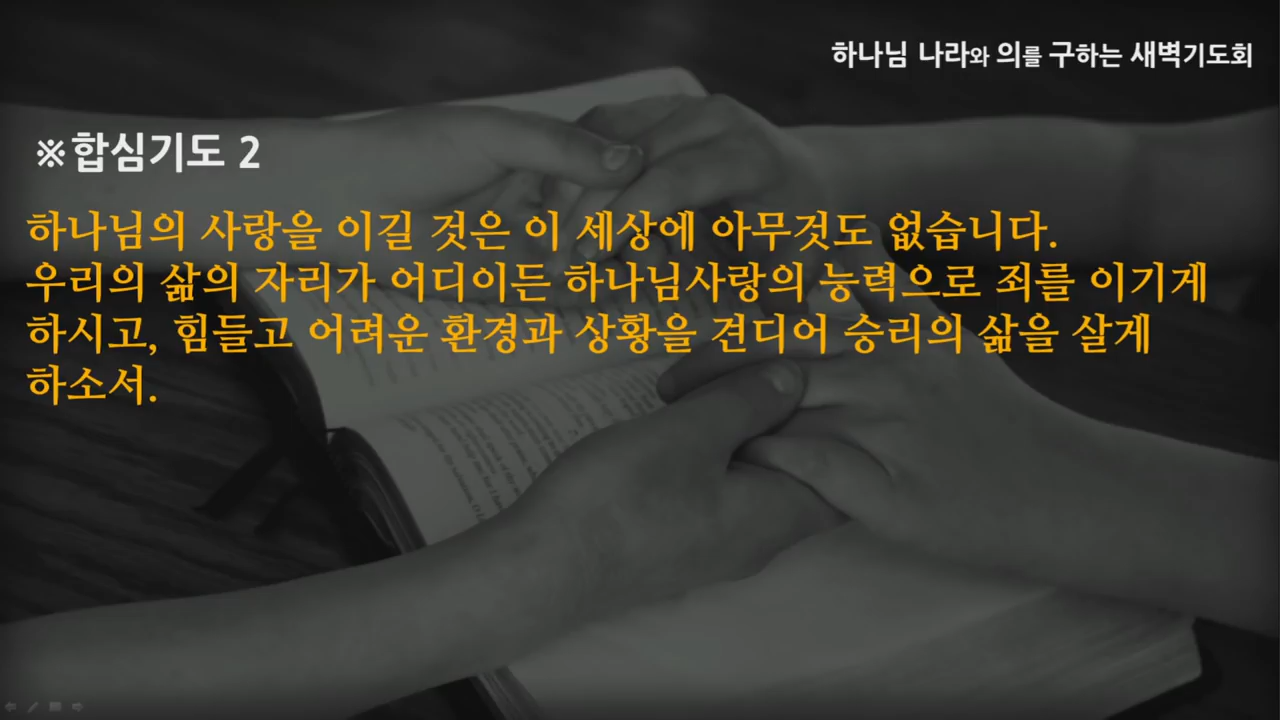 하나님 나라와 의를 구하는 새벽기도회
※합심기도 2
하나님의 사랑을 이길 것은 이 세상에 아무것도 없습니다.
우리의 삶의 자리가 어디이든 하나님사랑의 능력으로 죄를 이기게
하시고, 힘들고 어려운 환경과 상황을 견디어 승리의 삶을 살게
하소서.